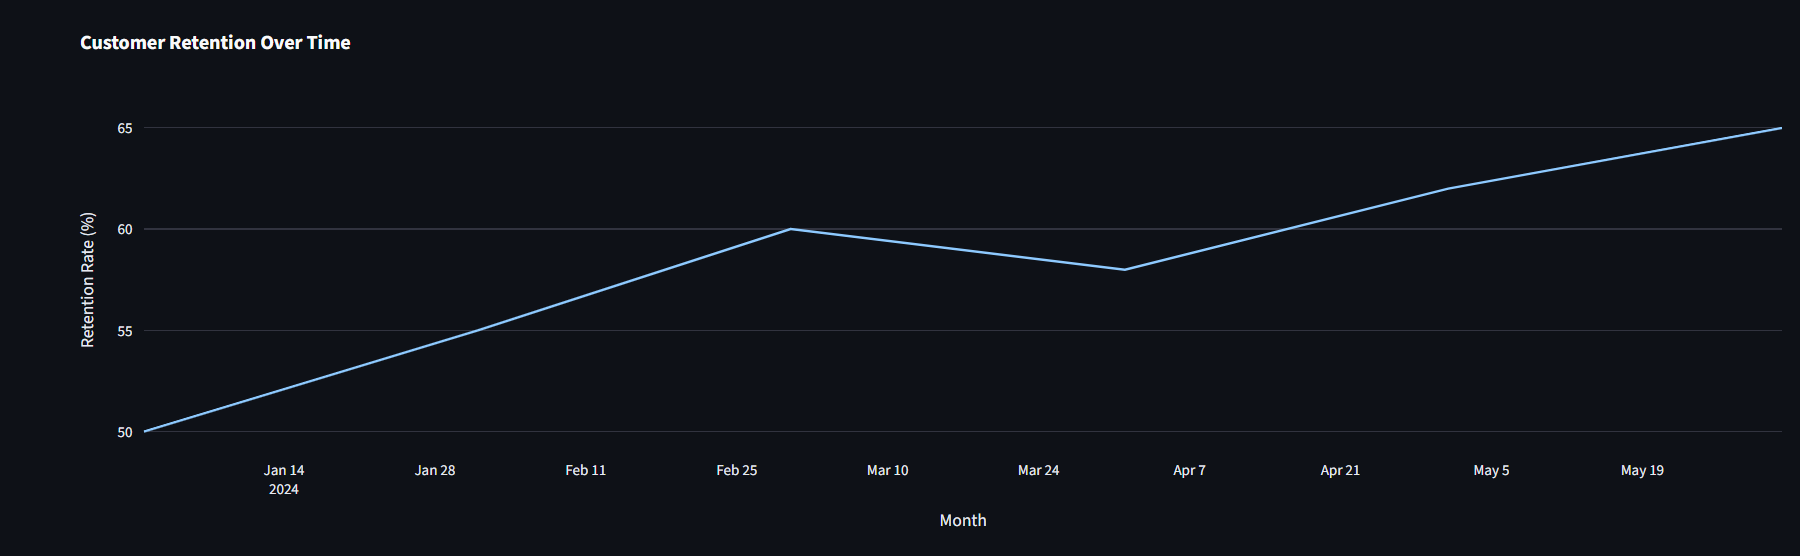 Customer Retention Over Time
65
60
55
50
Retention Rate (%)
Jan 14 Jan 28 Feb 11 Feb 25 Mar 10 Mar 24 Apr 7 Apr 21 May 5 May 19
2024
Month